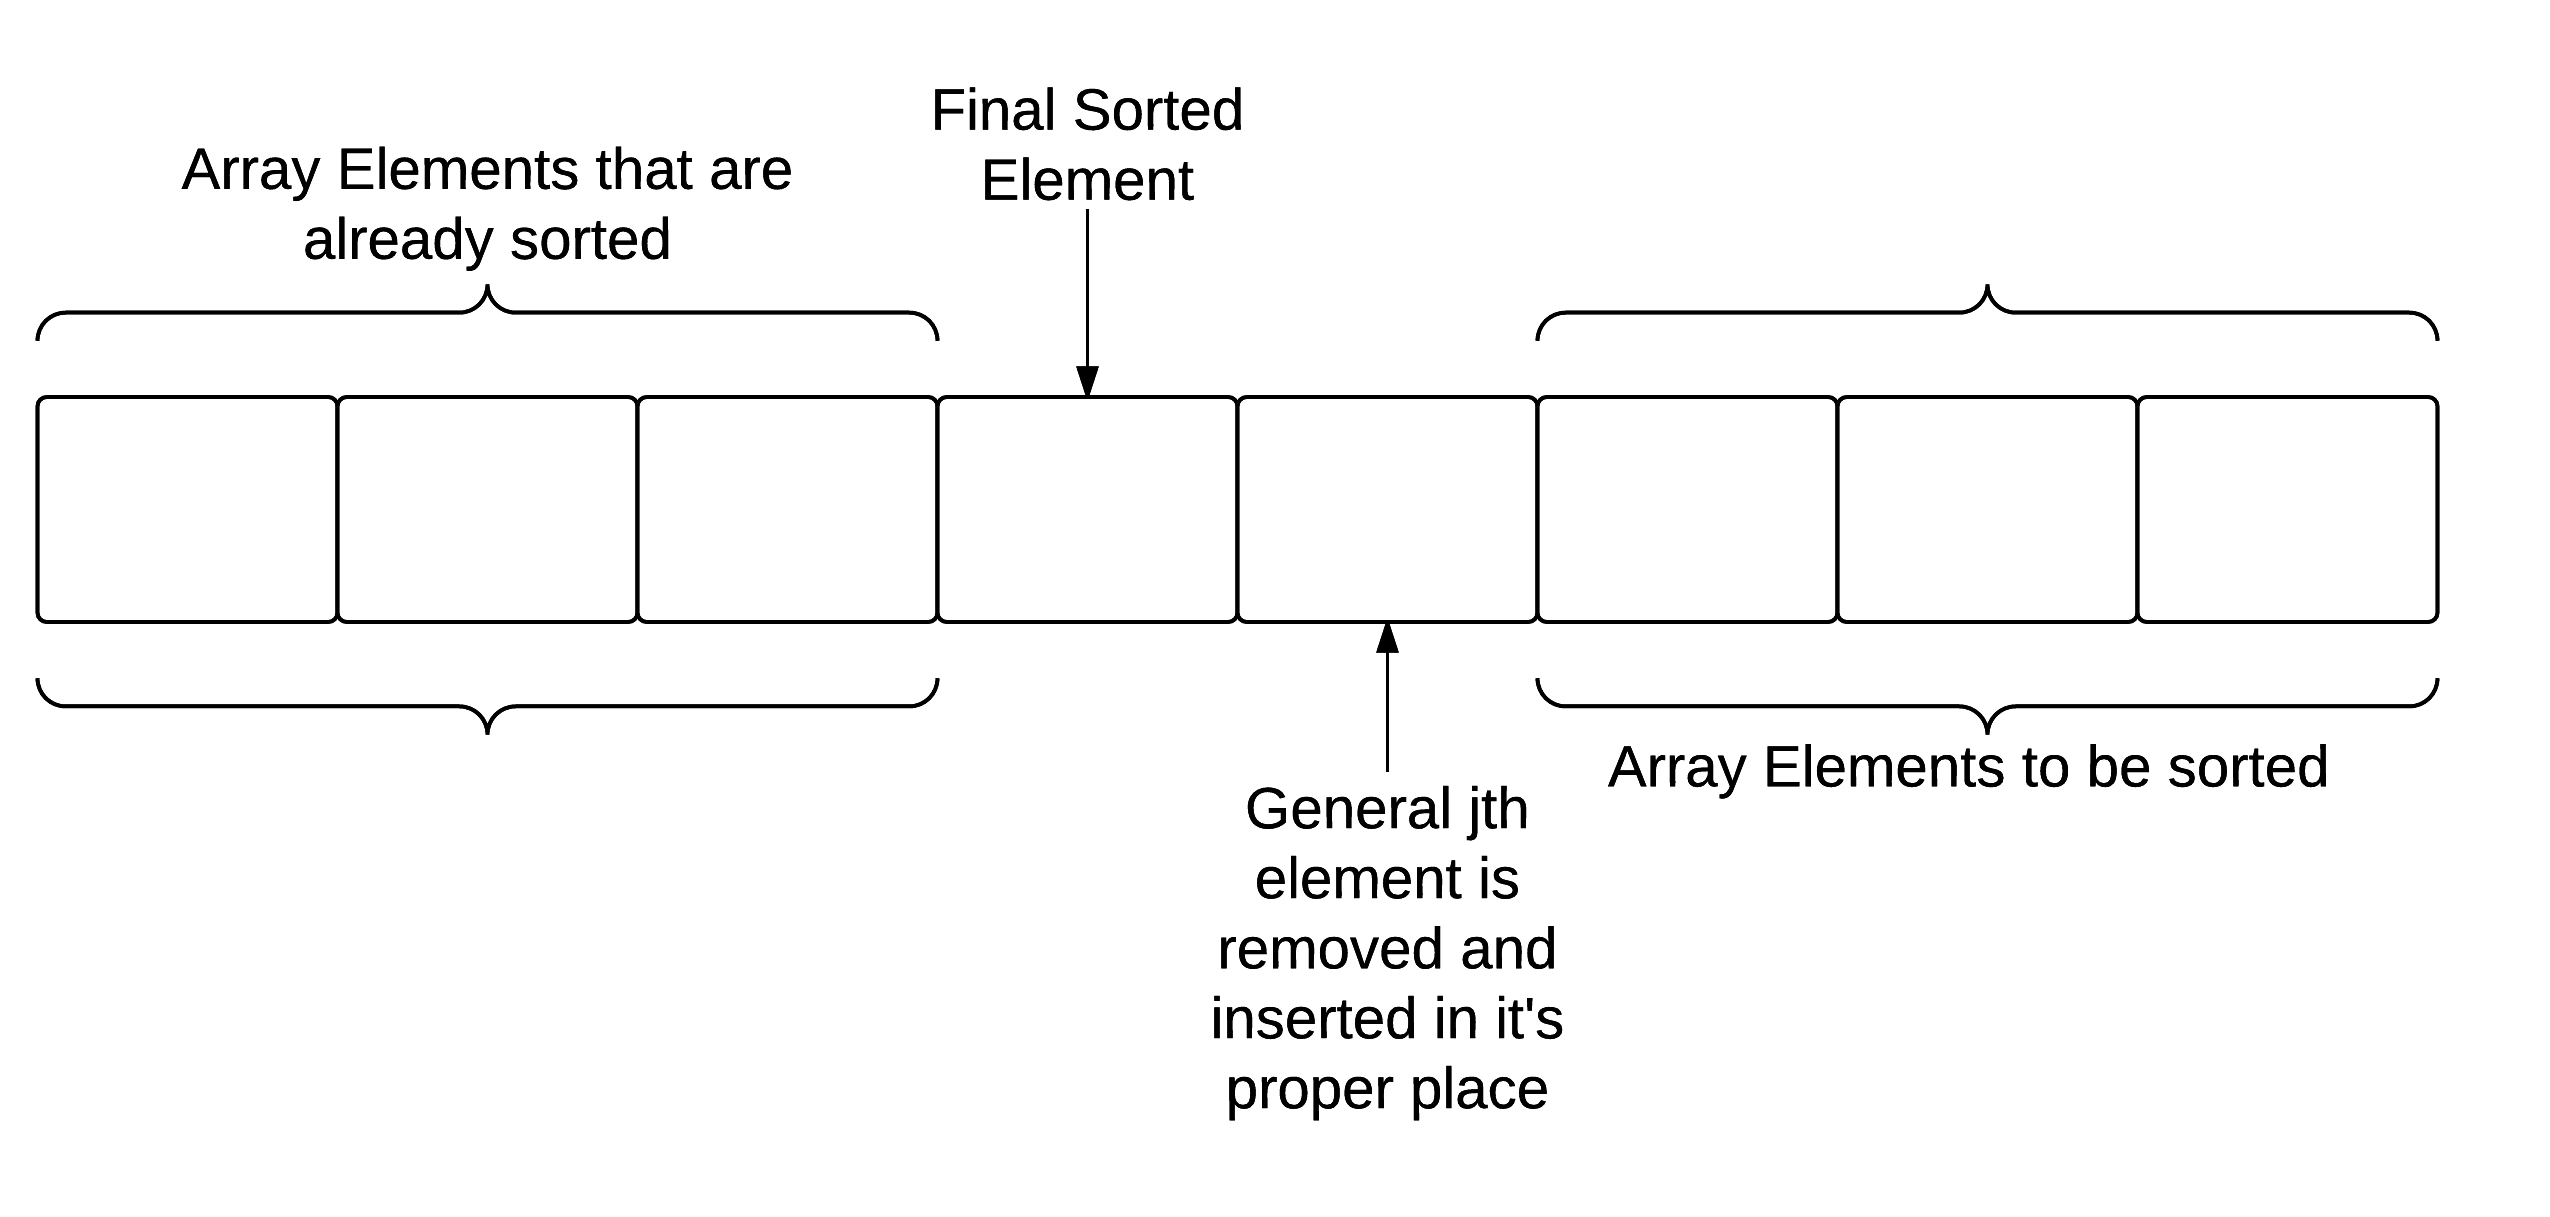 Array Elements that are
already sorted
Final Sorted
Element
General jth
element is
removed and
inserted in it's
proper place
Array Elements to be sorted